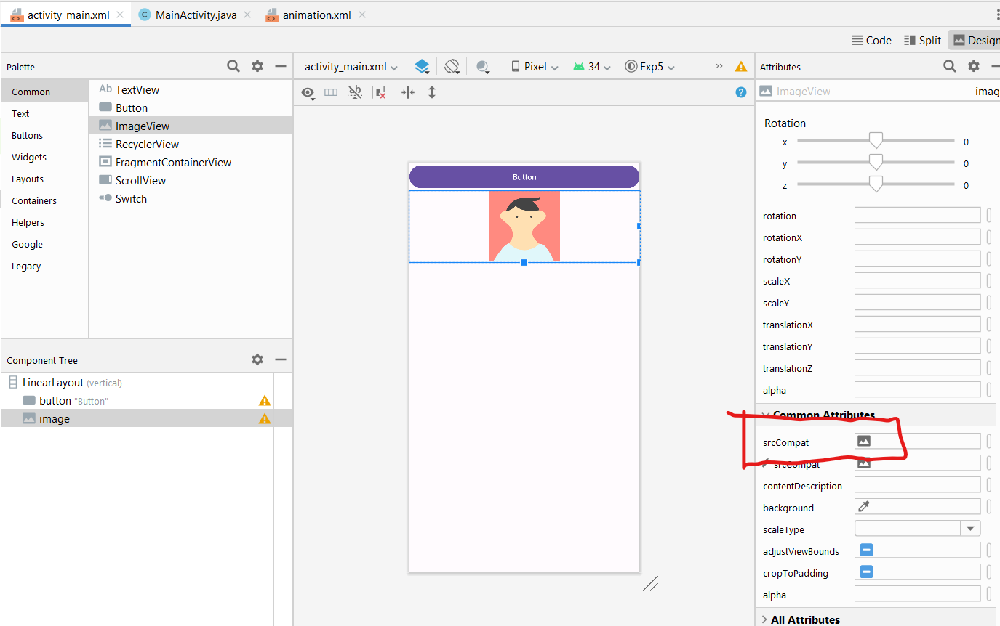 activity_main.xml MainActivity.java animation.xml
Code Split Design
Palette
Common
Text
Buttons
Widgets
Layouts
Containers
Helpers
Google
Legacy
Ab TextView
Button
ImageView
RecyclerView
FragmentContainerView
ScrollView
Switch
Component Tree
LinearLayout (vertical)
button "Button"
image
activity_main.xml Pixel 34 Exp5
Button
Attributes
ImageView imag
Rotation
x 0
y 0
z 0
rotation
rotationX
rotationY
scaleX
scaleY
translationX
translationY
translationZ
alpha
Common Attributes
srcCompat
srcCompat
contentDescription
background
scaleType
adjustViewBounds
cropToPadding
alpha
All Attributes